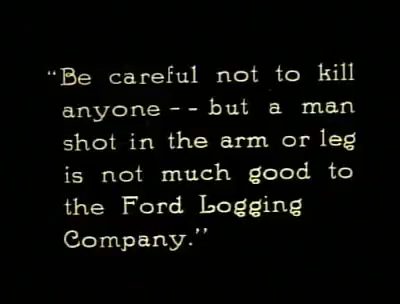 “Be careful not to kill
anyone -- but a man
shot in the arm or leg
is not much good to
the Ford Logging
Company.”